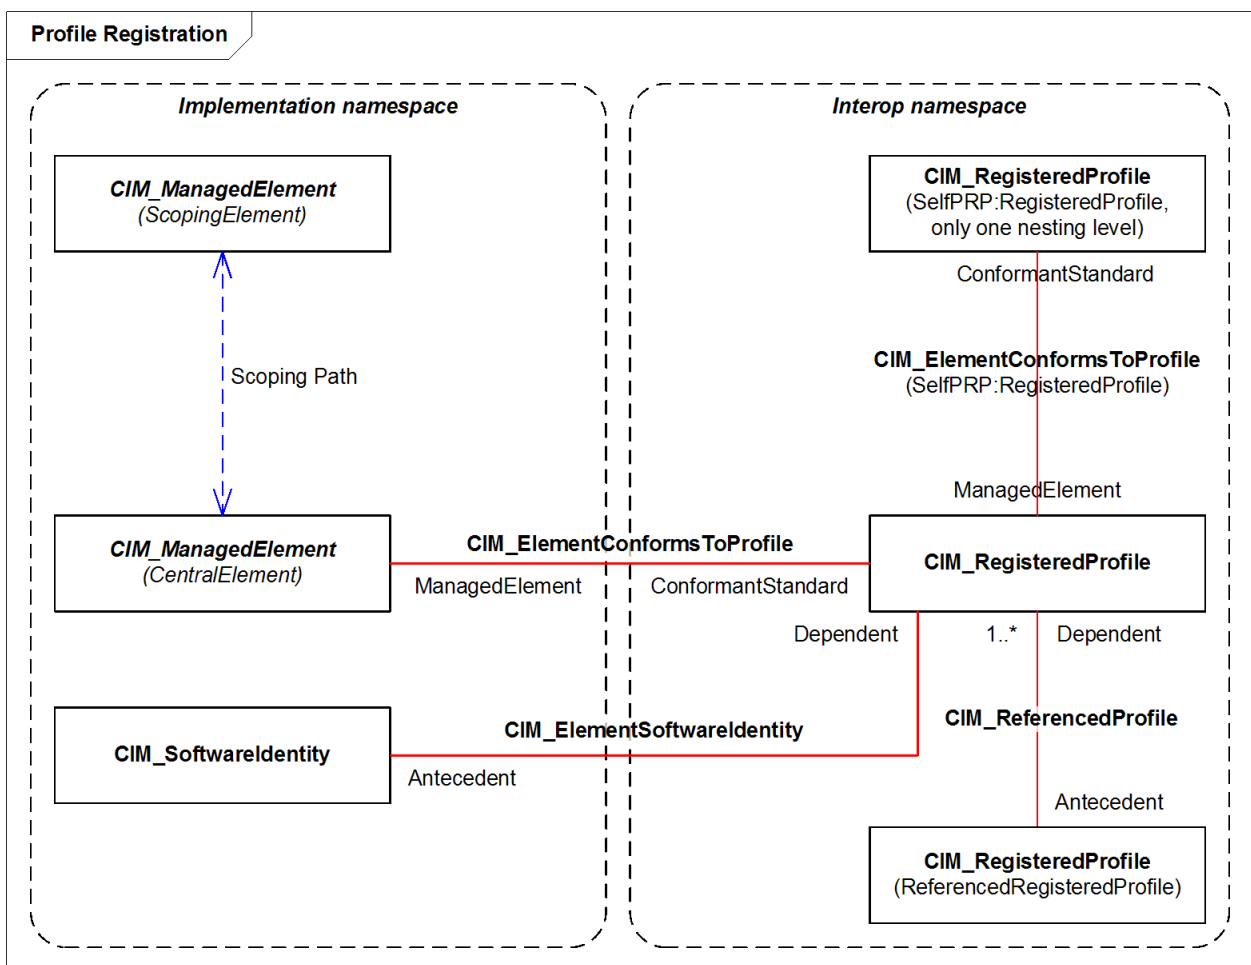 Profile Registration
Implementation namespace
Interop namespace
CIM_ManagedElement
(ScopingElement)
CIM_RegisteredProfile
(SelfPRP:RegisteredProfile,
only one nesting level)
ConformantStandard
Scoping Path
CIM_ElementConformsToProfile
(SelfPRP:RegisteredProfile)
ManagedElement
CIM_ManagedElement
(CentralElement)
CIM_ElementConformsToProfile
ManagedElement
ConformantStandard
CIM_RegisteredProfile
Dependent
1..*
Dependent
CIM_SoftwareIdentity
CIM_ElementSoftwareIdentity
Antecedent
CIM_ReferencedProfile
Antecedent
CIM_RegisteredProfile
(ReferencedRegisteredProfile)